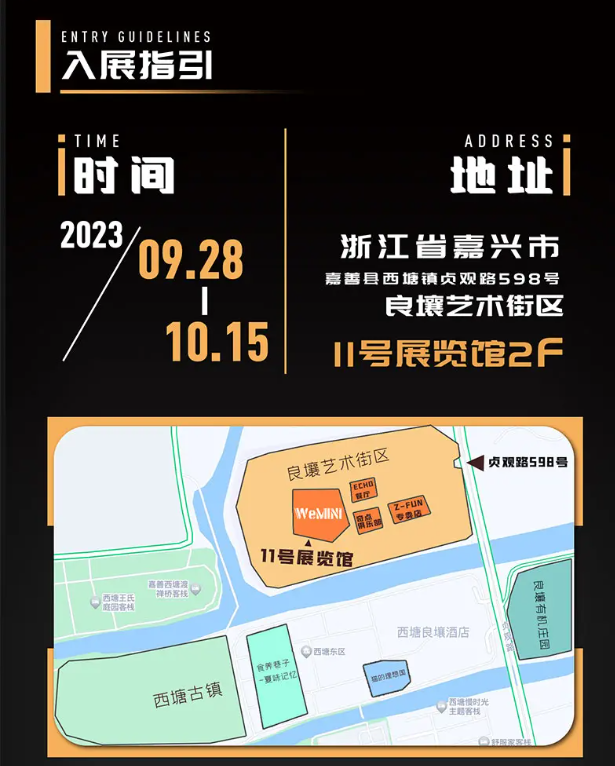 ENTRY GUIDELINES
入展指引
TIME
时间
2023
09.28
10.15
ADDRESS
地址
浙江省嘉兴市
嘉善县西塘镇贞观路598号
良壤艺术街区
11号展览馆2F
良壤艺术街区
贞观路598号
ECHO
餐厅
WeMINI
奇点
俱乐部
Z-FUN
专卖店
11号展览馆
嘉善西塘渡
禅桥客栈
西塘王氏
庭园客栈
良壤有机庄园
西塘良壤酒店
西塘东区
食养巷子
-夏味记忆
猫的理想国
西塘古镇
西塘慢时光
主题客栈
舒院家客栈